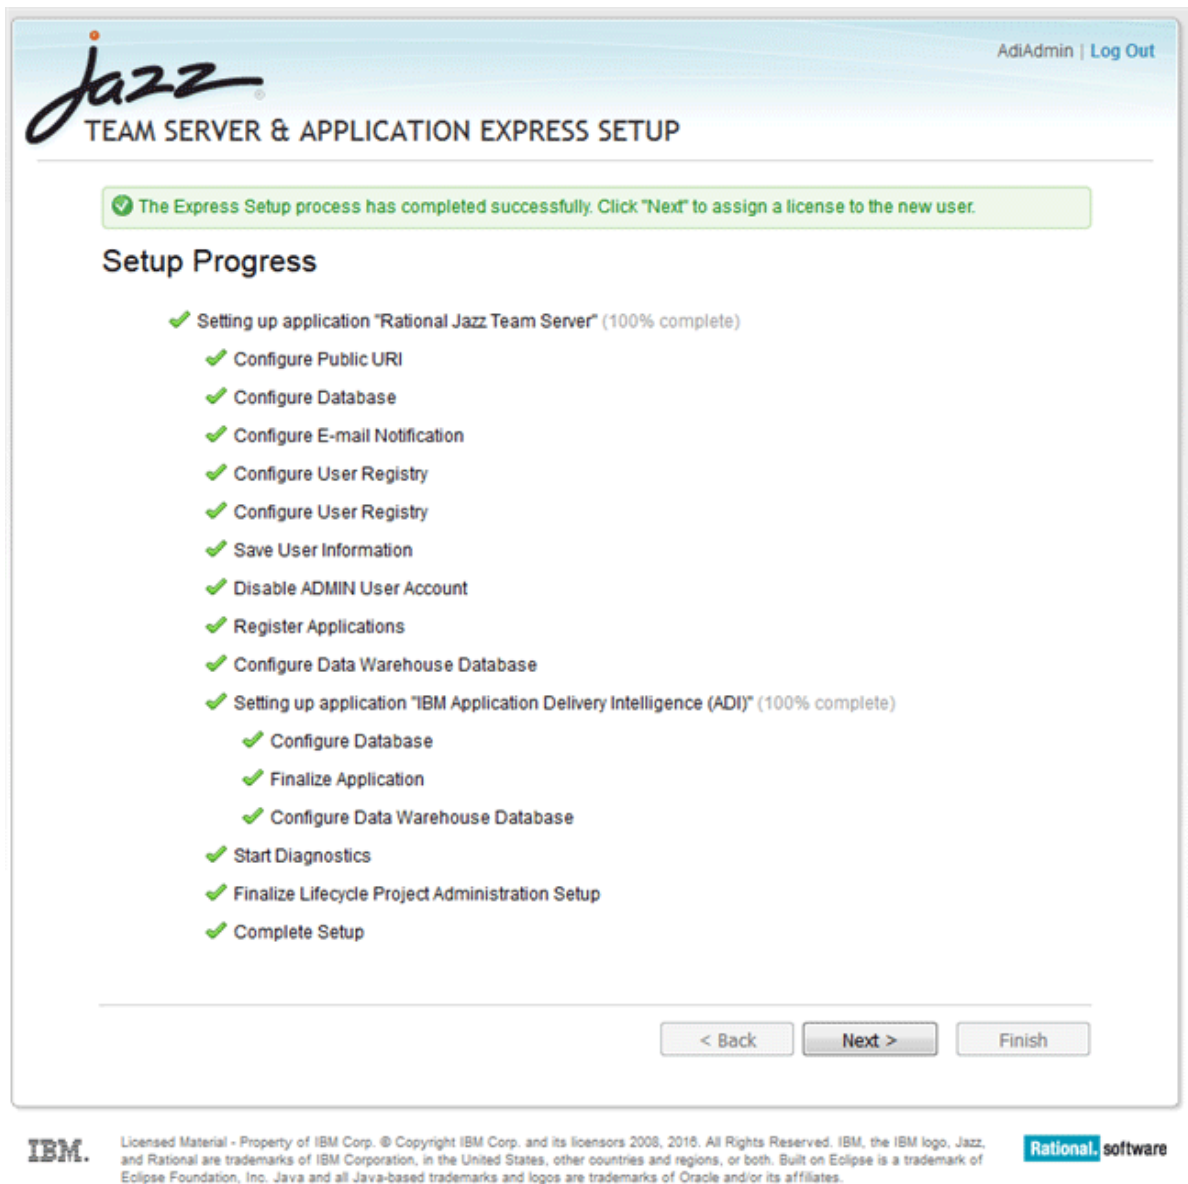 AdiAdmin | Log Out
jazz
TEAM SERVER & APPLICATION EXPRESS SETUP
The Express Setup process has completed successfully. Click "Next" to assign a license to the new user.
Setup Progress
Setting up application "Rational Jazz Team Server" (100% complete)
Configure Public URI
Configure Database
Configure E-mail Notification
Configure User Registry
Configure User Registry
Save User Information
Disable ADMIN User Account
Register Applications
Configure Data Warehouse Database
Setting up application "IBM Application Delivery Intelligence (ADI)" (100% complete)
Configure Database
Finalize Application
Configure Data Warehouse Database
Start Diagnostics
Finalize Lifecycle Project Administration Setup
Complete Setup
< Back Next > Finish
IBM.
Licensed Material - Property of IBM Corp. © Copyright IBM Corp. and its licensors 2008, 2016. All Rights Reserved. IBM, the IBM logo, Jazz,
and Rational are trademarks of IBM Corporation, in the United States, other countries and regions, or both. Built on Eclipse is a trademark of
Eclipse Foundation, Inc. Java and all Java-based trademarks and logos are trademarks of Oracle and/or its affiliates.
Rational. software